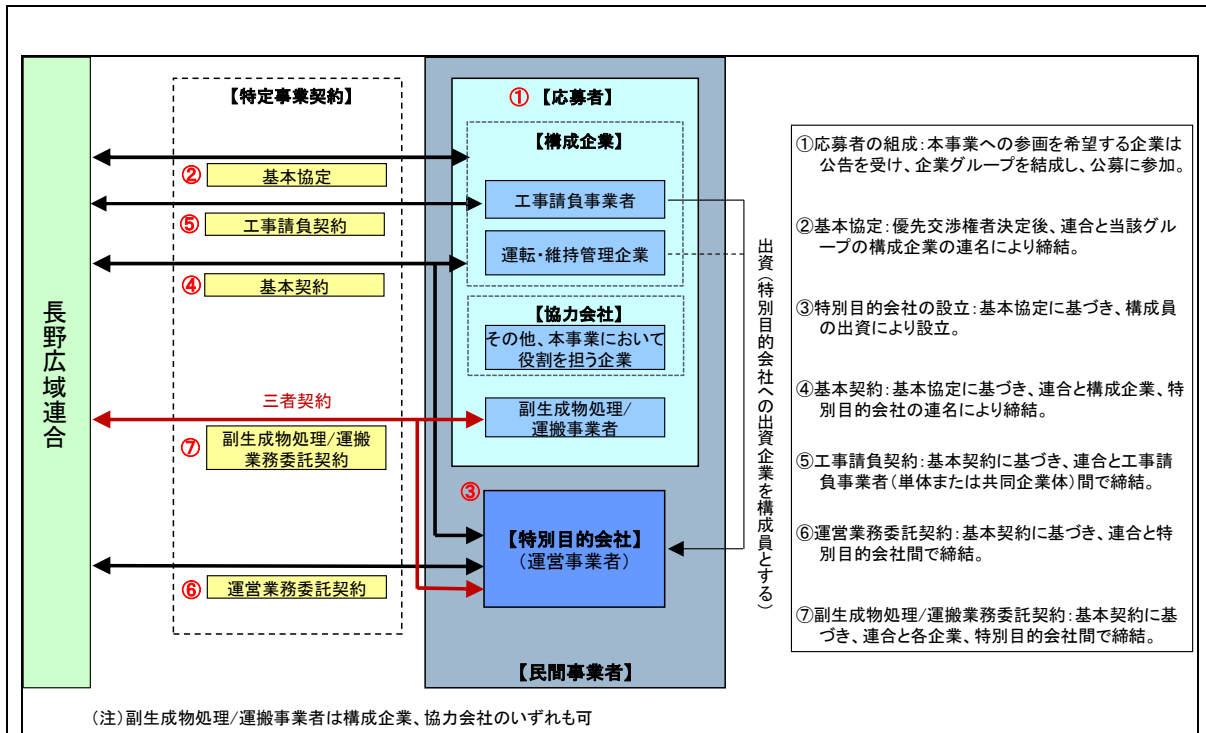 長野広域連合
【特定事業契約】
②
基本協定
⑤
工事請負契約
④
基本契約
三者契約
⑦
副生成物処理/運搬
業務委託契約
⑥
運営業務委託契約
① 【応募者】
【構成企業】
工事請負事業者
運転・維持管理企業
【協力会社】
その他、本事業において
役割を担う企業
副生成物処理/
運搬事業者
③
【特別目的会社】
(運営事業者)
【民間事業者】
出資(特別目的会社への出資企業を構成員とする)
①応募者の組成:本事業への参画を希望する企業は
公告を受け、企業グループを結成し、公募に参加。
②基本協定:優先交渉権者決定後、連合と当該グル
ープの構成企業の連名により締結。
③特別目的会社の設立:基本協定に基づき、構成員
の出資により設立。
④基本契約:基本協定に基づき、連合と構成企業、特
別目的会社の連名により締結。
⑤工事請負契約:基本契約に基づき、連合と工事請
負事業者(単体または共同企業体)間で締結。
⑥運営業務委託契約:基本契約に基づき、連合と特
別目的会社間で締結。
⑦副生成物処理/運搬業務委託契約:基本契約に基
づき、連合と各企業、特別目的会社間で締結。
(注)副生成物処理/運搬事業者は構成企業、協力会社のいずれも可